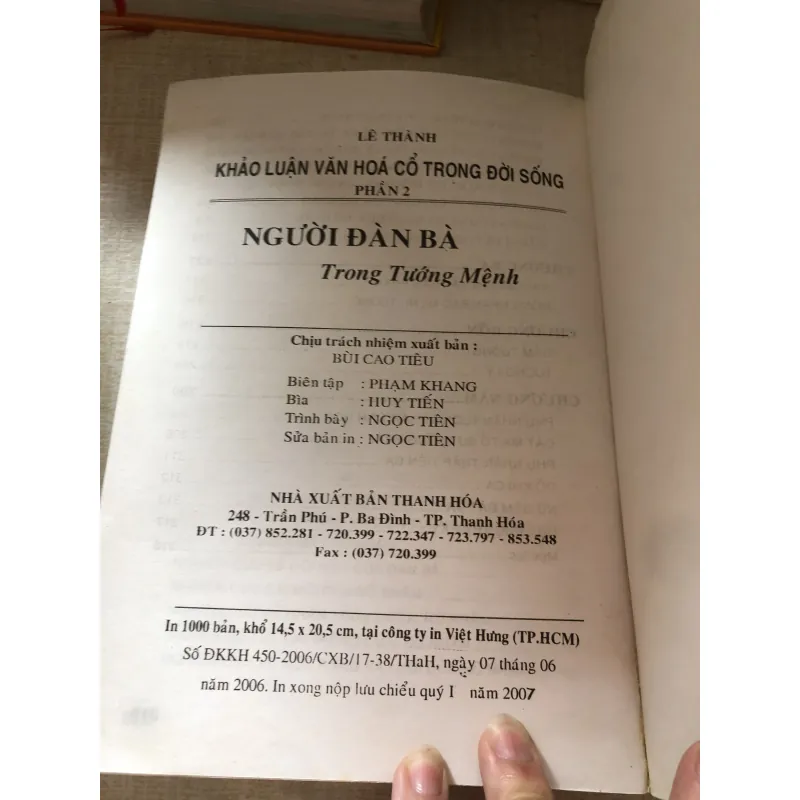 LÊ THÀNH
KHẢO LUẬN VĂN HOÁ CỔ TRONG ĐỜI SỐNG
PHẦN 2
NGƯỜI ĐÀN BÀ
Trong Tướng Mệnh
Chịu trách nhiệm xuất bản :
BÙI CAO TIÊU
Biên tập : PHẠM KHANG
Bìa : HUY TIẾN
Trình bày : NGỌC TIÊN
Sửa bản in : NGỌC TIÊN
NHÀ XUẤT BẢN THANH HÓA
248 - Trần Phú - P. Ba Đình - TP. Thanh Hóa
ĐT : (037) 852.281 - 720.399 - 722.347 - 723.797 - 853.548
Fax : (037) 720.399
In 1000 bản, khổ 14,5 x 20,5 cm, tại công ty in Việt Hưng (TP.HCM)
Số ĐKKH 450-2006/CXB/17-38/THaH, ngày 07 tháng 06
năm 2006. In xong nộp lưu chiểu quý I năm 2007